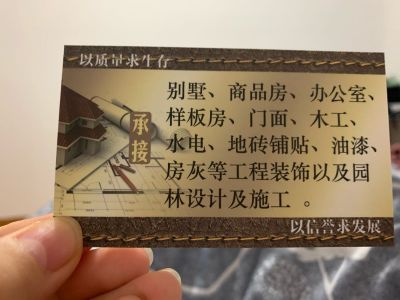 以质量求生存
承接
别墅、商品房、办公室、
样板房、门面、木工、
水电、地砖铺贴、油漆、
房灰等工程装饰以及园
林设计及施工 。
以信誉求发展